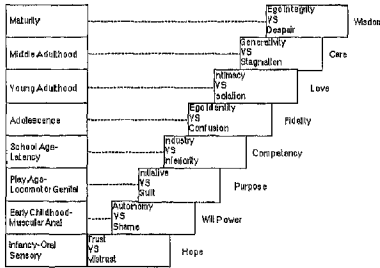 Maturity
Ego Integrity
VS
Despair
Wisdom
Middle Adulthood
Generativity
VS
Stagnation
Care
Young Adulthood
Intimacy
VS
Isolation
Love
Adolescence
Ego Identity
VS
Confusion
Fidelity
School Age-
Latency
Industry
VS
Inferiority
Competency
Play Age-
Locomotor Genital
Initiative
VS
Guilt
Purpose
Early Childhood-
Muscular Anal
Autonomy
VS
Shame
Will Power
Infancy-Oral
Sensory
Trust
VS
Mistrust
Hope